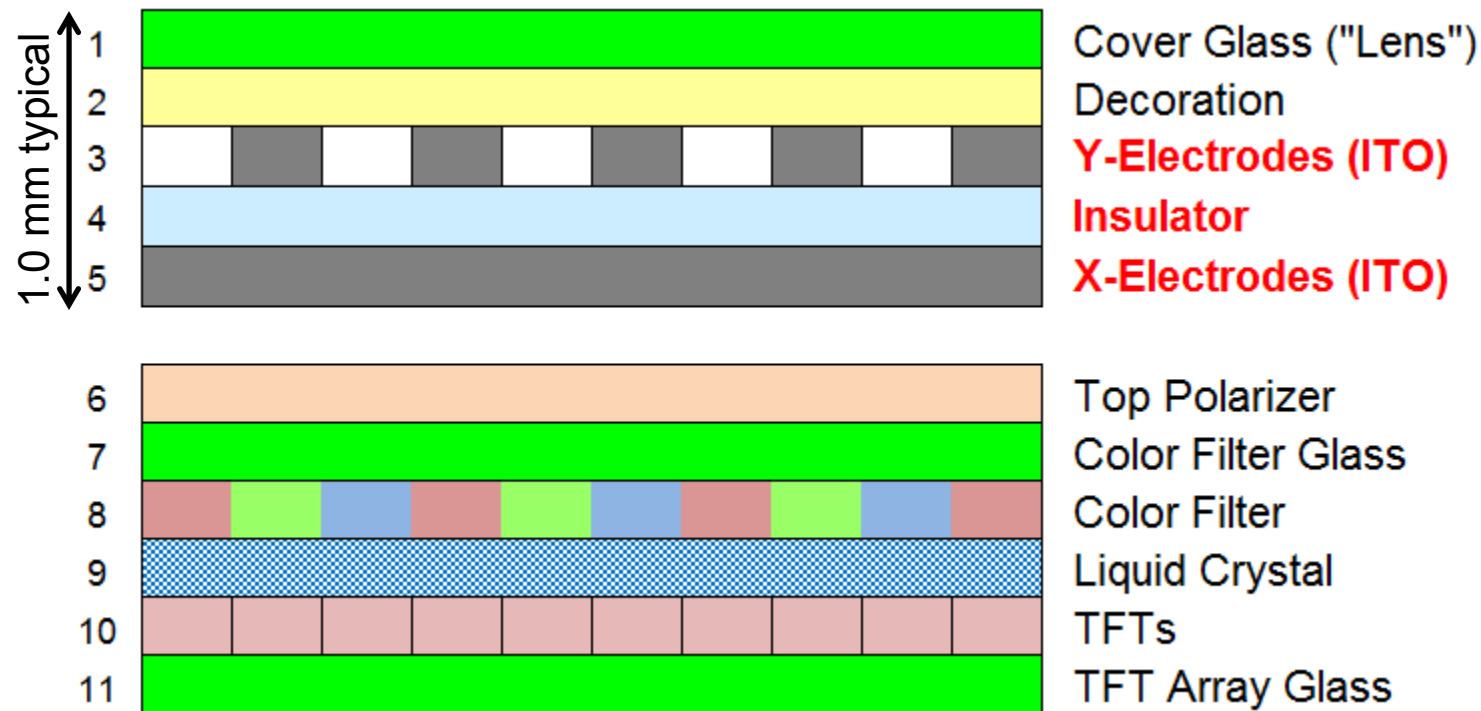 1.0 mm typical
1 Cover Glass ("Lens")
2 Decoration
3 Y-Electrodes (ITO)
4 Insulator
5 X-Electrodes (ITO)
6 Top Polarizer
7 Color Filter Glass
8 Color Filter
9 Liquid Crystal
10 TFTs
11 TFT Array Glass